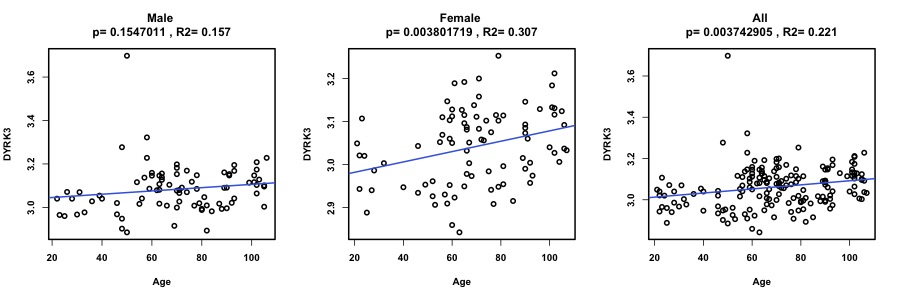 Male
p= 0.1547011 , R2= 0.157
DYRK3
3.6
3.4
3.2
3.0
20 40 60 80 100
Age
Female
p= 0.003801719 , R2= 0.307
DYRK3
3.2
3.1
3.0
2.9
20 40 60 80 100
Age
All
p= 0.003742905 , R2= 0.221
DYRK3
3.6
3.4
3.2
3.0
20 40 60 80 100
Age